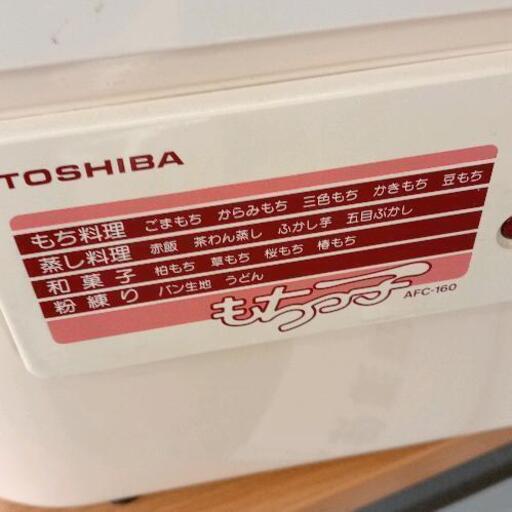 TOSHIBA
もち料理 ごまもち からみもち 三色もち かきもち 豆もち
蒸し料理 赤飯 茶わん蒸し ふかし芋 五目ぶかし
和菓子 柏もち 草もち 桜もち 椿もち
粉練り パン生地 うどん
もちっ子
AFC-160